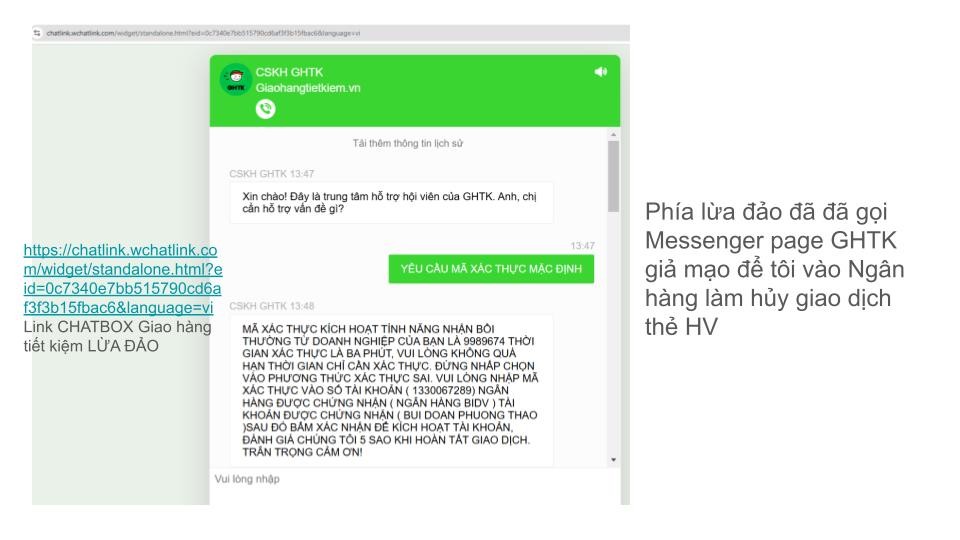 chatlink.wchatlink.com/widget/standalone.html?eid=0c7340e7bb515790cd6af3f3b15fbac6&language=vi
CSKH GHTK
Giaohangtietkiem.vn
GHTK
Tải thêm thông tin lịch sử
CSKH GHTK 13:47
Xin chào! Đây là trung tâm hỗ trợ hội viên của GHTK. Anh, chị
cần hỗ trợ vấn đề gì?
13:47
YÊU CẦU MÃ XÁC THỰC MẶC ĐỊNH
CSKH GHTK 13:48
MÃ XÁC THỰC KÍCH HOẠT TÍNH NĂNG NHẬN BỒI
THƯỜNG TỪ DOANH NGHIỆP CỦA BẠN LÀ 9989674 THỜI
GIAN XÁC THỰC LÀ BA PHÚT, VUI LÒNG KHÔNG QUÁ
HẠN THỜI GIAN CHỈ CẦN XÁC THỰC. ĐỪNG NHẤP CHỌN
VÀO PHƯƠNG THỨC XÁC THỰC SAI. VUI LÒNG NHẬP MÃ
XÁC THỰC VÀO SỐ TÀI KHOẢN ( 1330067289) NGÂN
HÀNG ĐƯỢC CHỨNG NHẬN ( NGÂN HÀNG BIDV ) TÀI
KHOẢN ĐƯỢC CHỨNG NHẬN ( BUI DOAN PHUONG THAO
)SAU ĐÓ BẤM XÁC NHẬN ĐỂ KÍCH HOẠT TÀI KHOẢN,
ĐÁNH GIÁ CHÚNG TÔI 5 SAO KHI HOÀN TẤT GIAO DỊCH.
TRÂN TRỌNG CẢM ƠN!
Vui lòng nhập
https://chatlink.wchatlink.co
m/widget/standalone.html?e
id=0c7340e7bb515790cd6a
f3f3b15fbac6&language=vi
Link CHATBOX Giao hàng
tiết kiệm LỪA ĐẢO
Phía lừa đảo đã đã gọi
Messenger page GHTK
giả mạo để tôi vào Ngân
hàng làm hủy giao dịch
thẻ HV